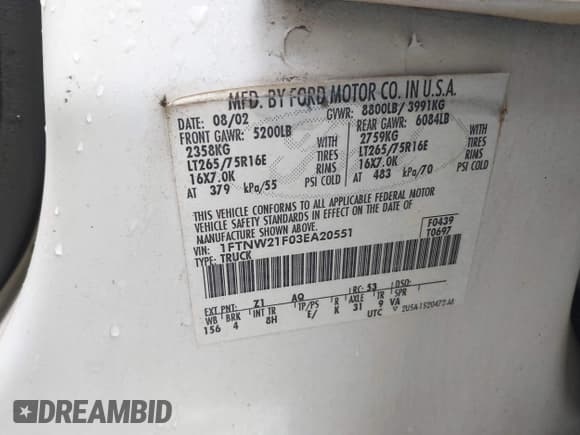 MFD. BY FORD MOTOR CO. IN U.S.A.
DATE: 08/02 GVWR: 8800LB/ 3991KG
FRONT GAWR: 5200LB REAR GAWR: 6084LB
2358KG WITH 2759KG WITH
LT265/75R16E TIRES LT265/75R16E TIRES
16X7.0K RIMS 16X7.0K RIMS
AT 379 kPa/55 PSI COLD AT 483 kPa/70 PSI COLD
THIS VEHICLE CONFORMS TO ALL APPLICABLE FEDERAL MOTOR
VEHICLE SAFETY STANDARDS IN EFFECT ON THE DATE OF
MANUFACTURE SHOWN ABOVE.
VIN: 1FTNW21F03EA20551 F0439
TYPE: TRUCK T0697
EXT PNT: Z1 AQ RC: 53 DSO:
WB BRK INT TR TP/PS R AXLE TR SPR
156 4 8H E/ K 31 9 VA
UTC
DREAMBID